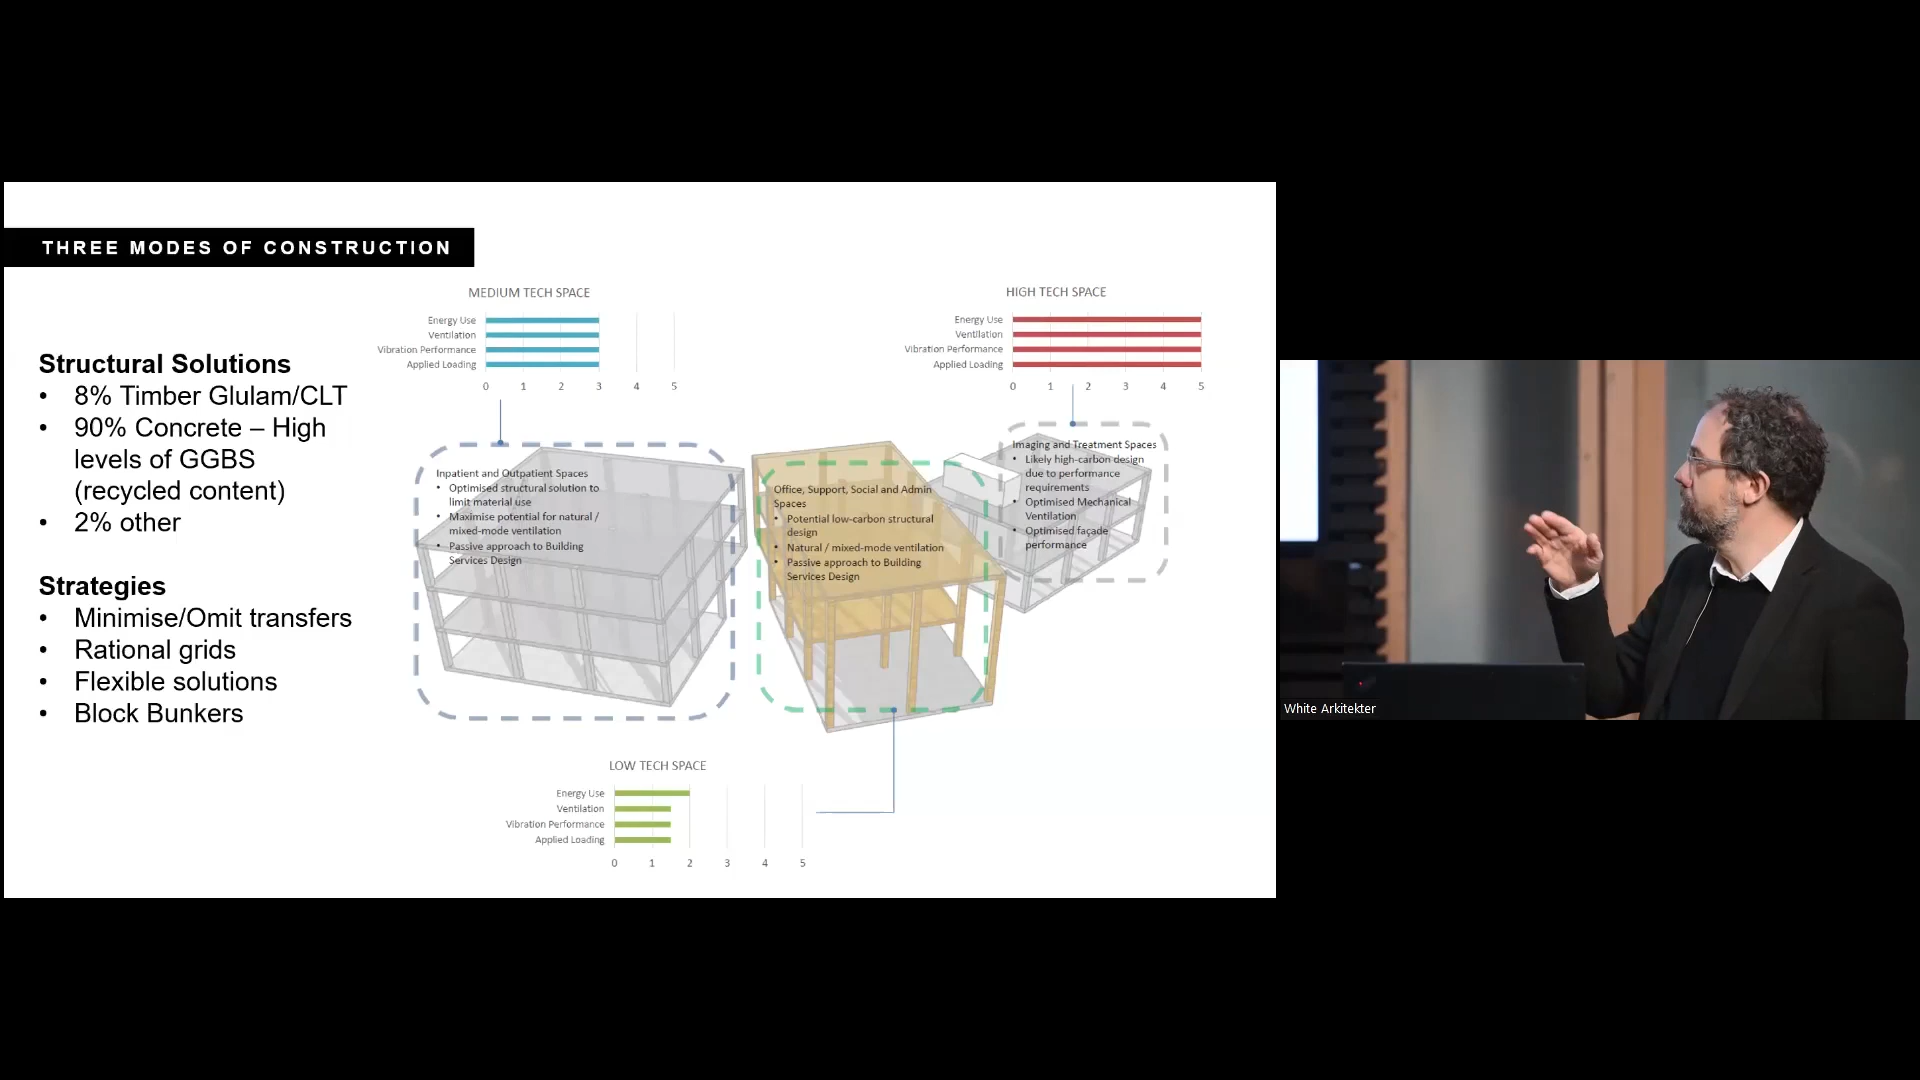 THREE MODES OF CONSTRUCTION
Structural Solutions
• 8% Timber Glulam/CLT
• 90% Concrete – High
levels of GGBS
(recycled content)
• 2% other
Strategies
• Minimise/Omit transfers
• Rational grids
• Flexible solutions
• Block Bunkers
MEDIUM TECH SPACE
Energy Use
Ventilation
Vibration Performance
Applied Loading
0 1 2 3 4 5
Inpatient and Outpatient Spaces
• Optimised structural solution to
limit material use
• Maximise potential for natural /
mixed-mode ventilation
• Passive approach to Building
Services Design
HIGH TECH SPACE
Energy Use
Ventilation
Vibration Performance
Applied Loading
0 1 2 3 4 5
Imaging and Treatment Spaces
• Likely high-carbon design
due to performance
requirements
• Optimised Mechanical
Ventilation
• Optimised façade
performance
Office, Support, Social and Admin
Spaces
• Potential low-carbon structural
design
• Natural / mixed-mode ventilation
• Passive approach to Building
Services Design
LOW TECH SPACE
Energy Use
Ventilation
Vibration Performance
Applied Loading
0 1 2 3 4 5
White Arkitekter